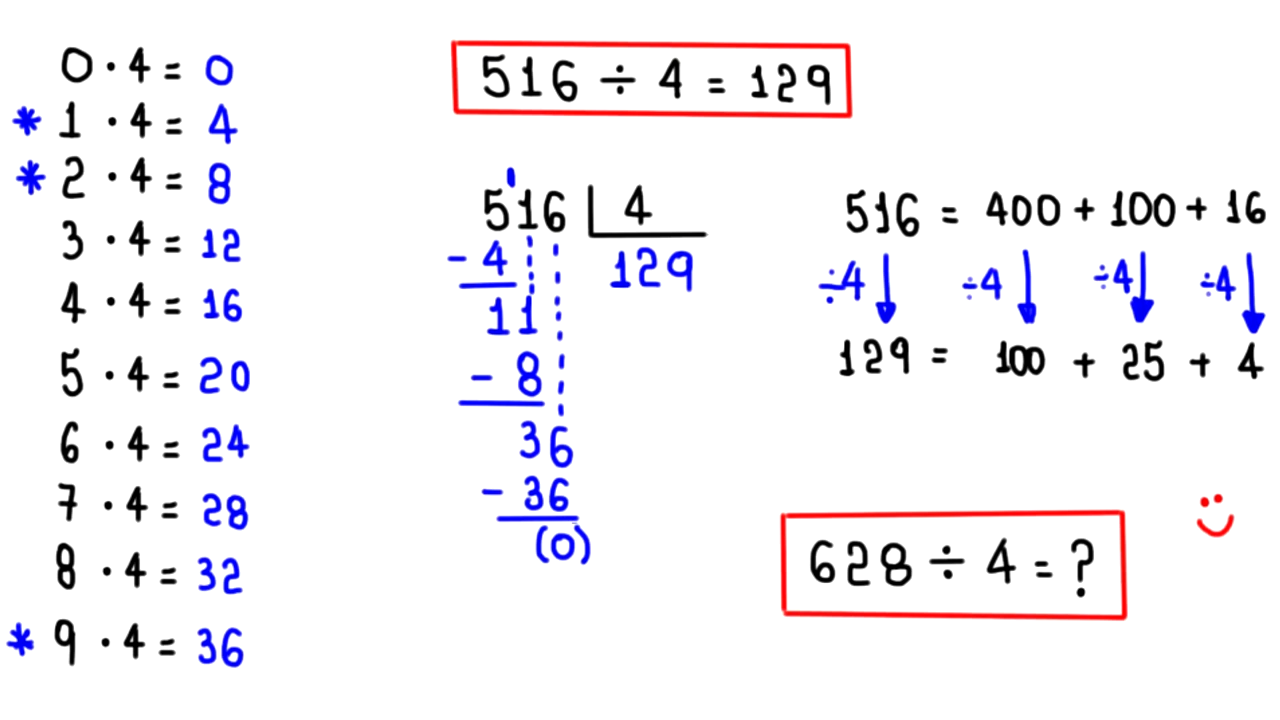 0 · 4 = 0
* 1 · 4 = 4
* 2 · 4 = 8
3 · 4 = 12
4 · 4 = 16
5 · 4 = 20
6 · 4 = 24
7 · 4 = 28
8 · 4 = 32
* 9 · 4 = 36
516 ÷ 4 = 129
5'16 4
- 4 129
11
- 8
36
- 36
(0)
516 = 400 + 100 + 16
÷4 ÷4 ÷4 ÷4
129 = 100 + 25 + 4
628 ÷ 4 = ?